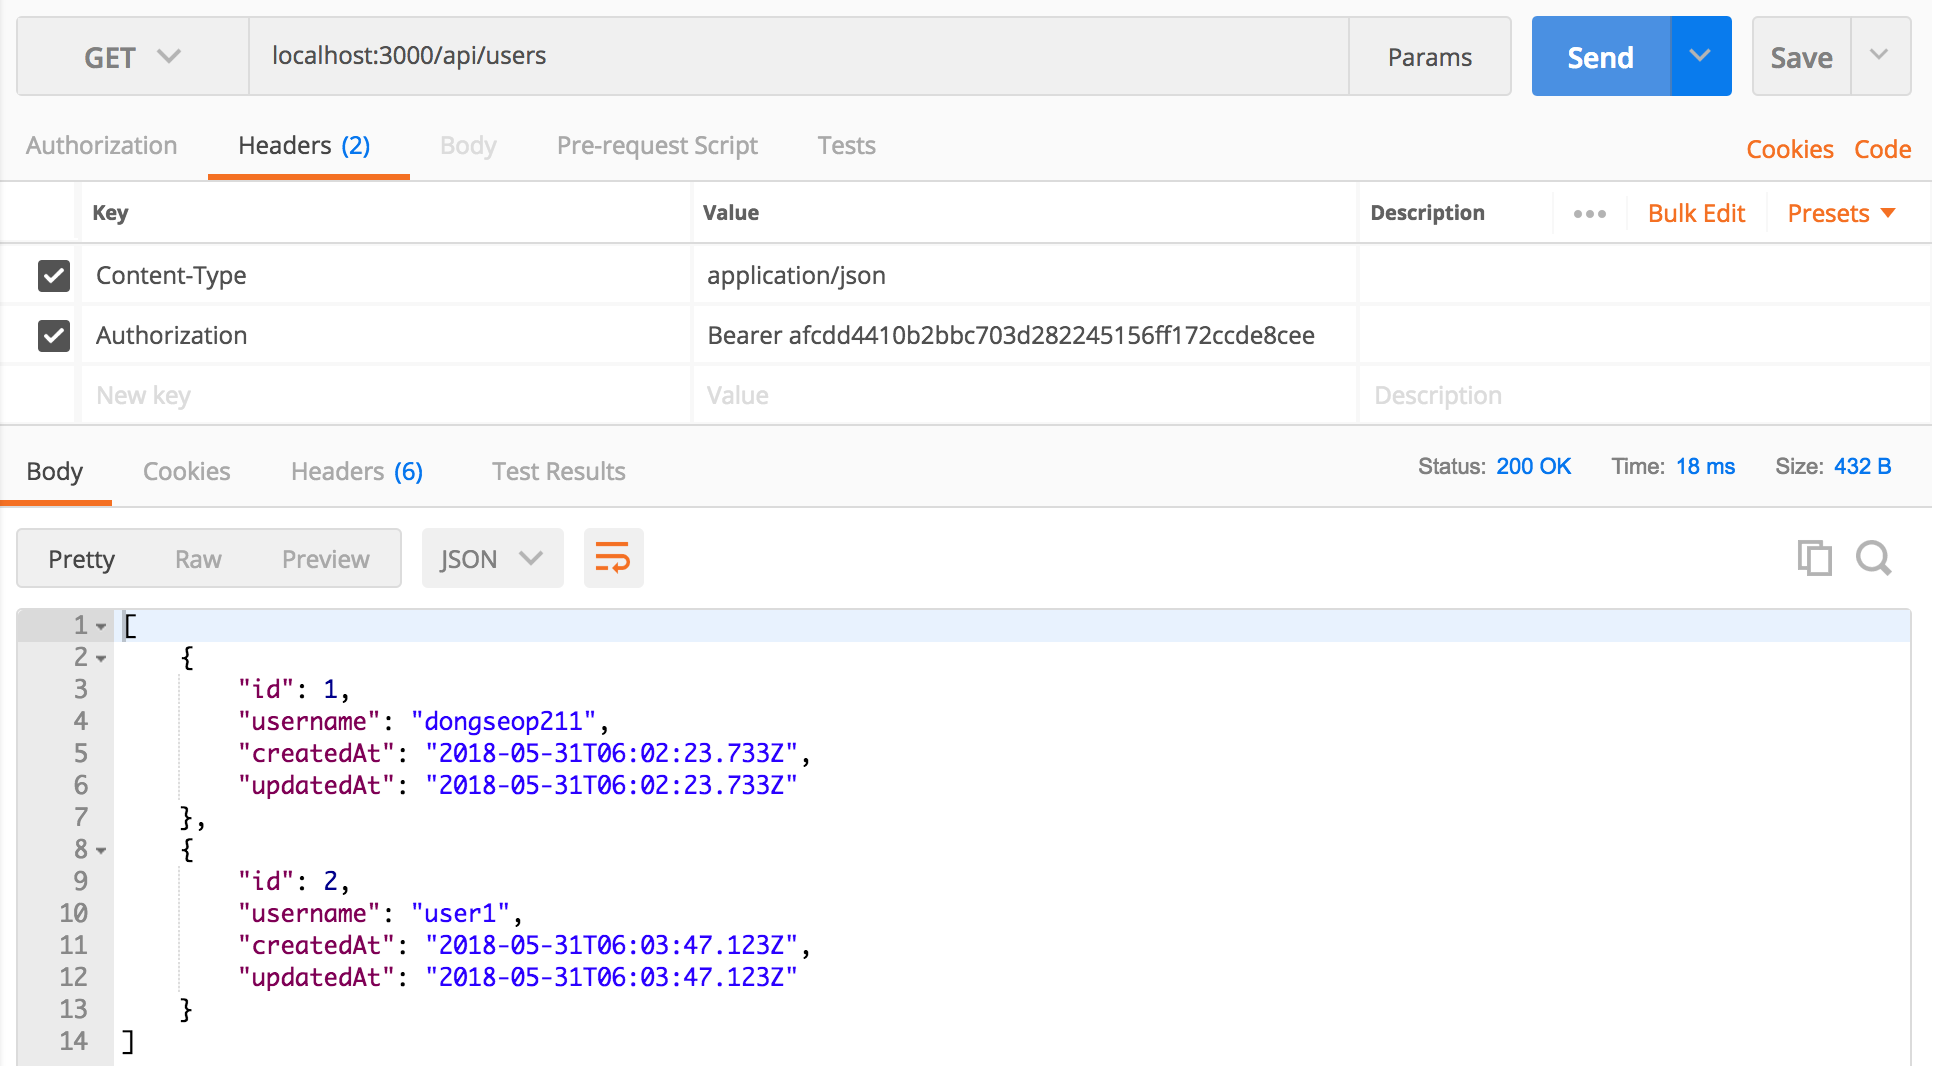 GET localhost:3000/api/users Params Send Save
Authorization Headers (2) Body Pre-request Script Tests Cookies Code
Key Value Description Bulk Edit Presets
Content-Type application/json
Authorization Bearer afcdd4410b2bbc703d282245156ff172ccde8cee
New key Value Description
Body Cookies Headers (6) Test Results Status: 200 OK Time: 18 ms Size: 432 B
Pretty Raw Preview JSON
1 [
2 {
3 "id": 1,
4 "username": "dongseop211",
5 "createdAt": "2018-05-31T06:02:23.733Z",
6 "updatedAt": "2018-05-31T06:02:23.733Z"
7 },
8 {
9 "id": 2,
10 "username": "user1",
11 "createdAt": "2018-05-31T06:03:47.123Z",
12 "updatedAt": "2018-05-31T06:03:47.123Z"
13 }
14 ]